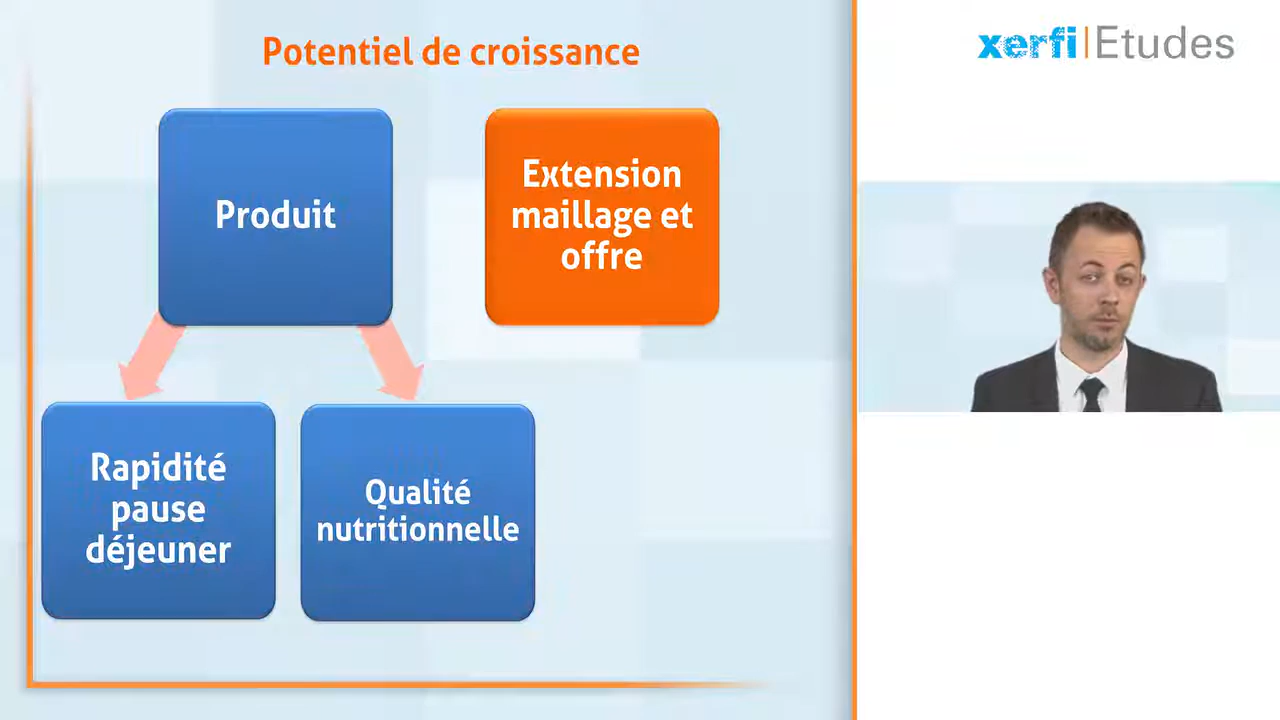 Potentiel de croissance
xerfi Etudes
Produit
Extension
maillage et
offre
Rapidité
pause
déjeuner
Qualité
nutritionnelle